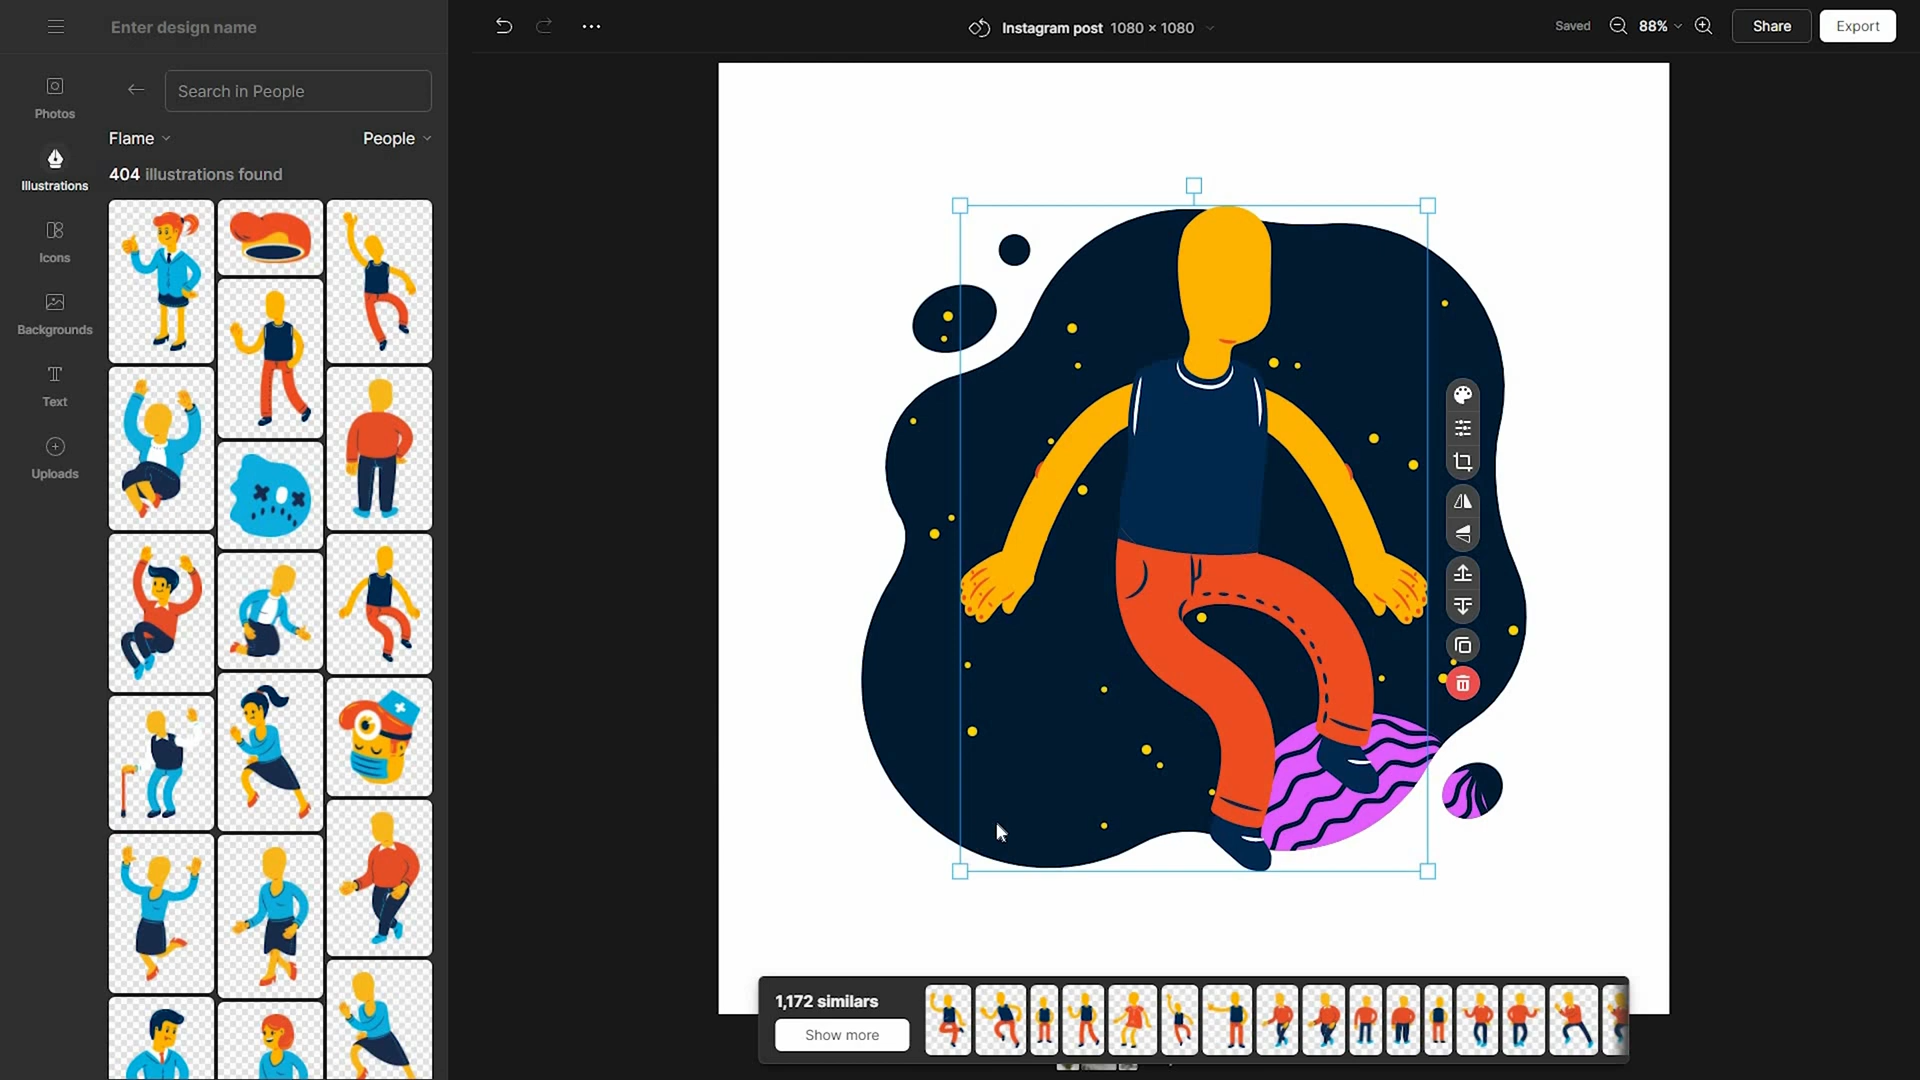 Enter design name
Instagram post 1080 × 1080
Saved
88%
Share
Export
Photos
Illustrations
Icons
Backgrounds
Text
Uploads
Search in People
Flame
People
404 illustrations found
1,172 similars
Show more